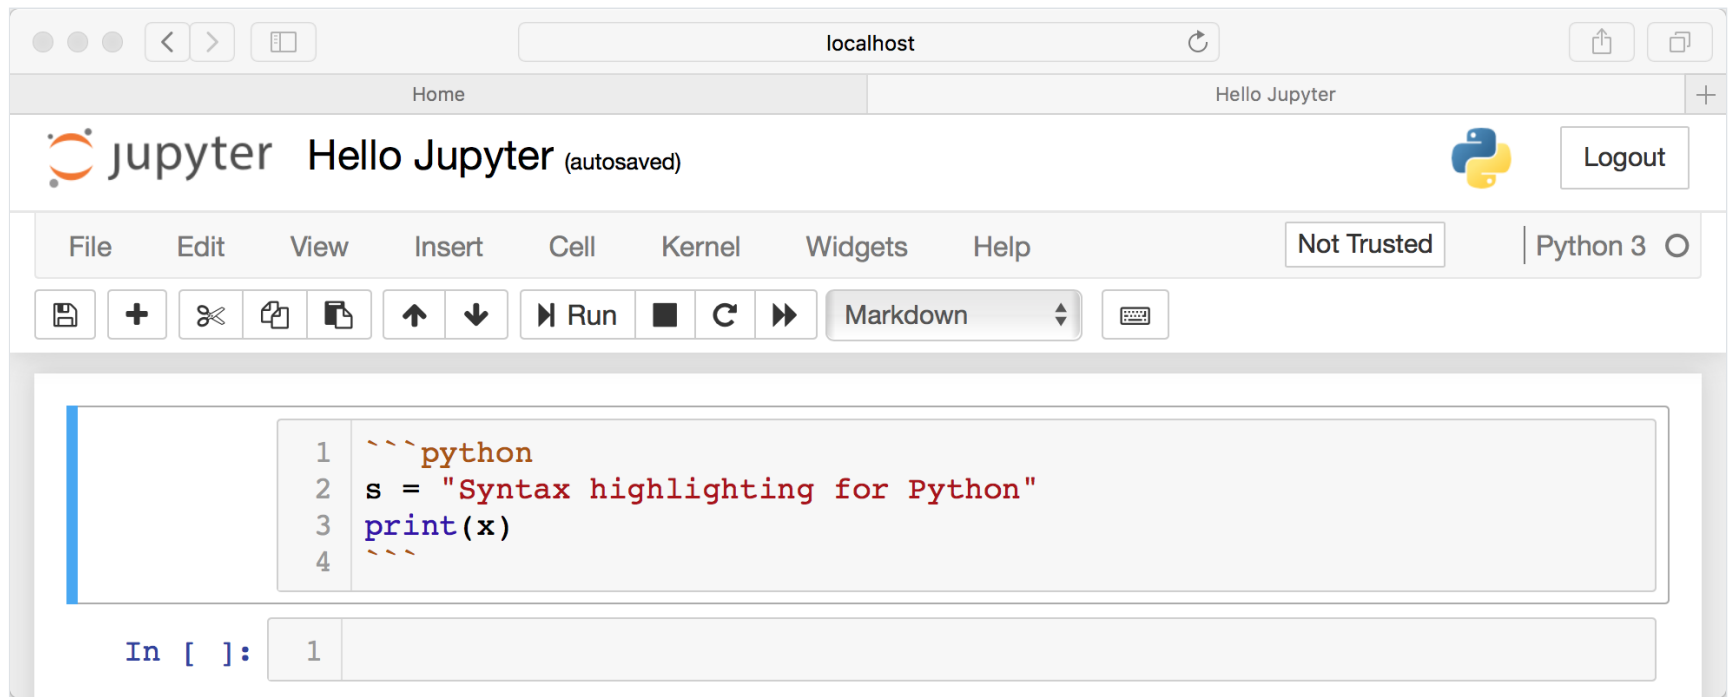 localhost
Home Hello Jupyter
jupyter Hello Jupyter (autosaved) Logout
File Edit View Insert Cell Kernel Widgets Help Not Trusted Python 3
Run Markdown
1 ```python
2 s = "Syntax highlighting for Python"
3 print(x)
4 ```
In [ ]: 1